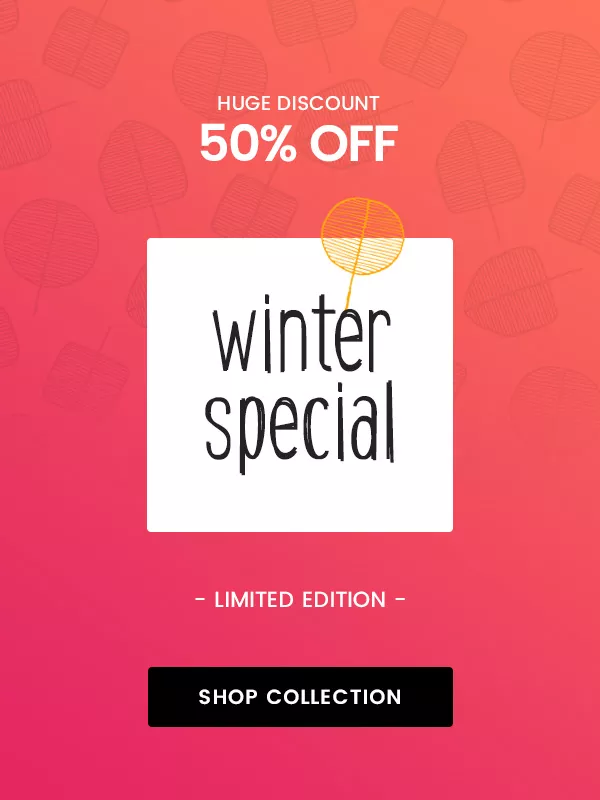 HUGE DISCOUNT
50% OFF
winter
special
- LIMITED EDITION -
SHOP COLLECTION